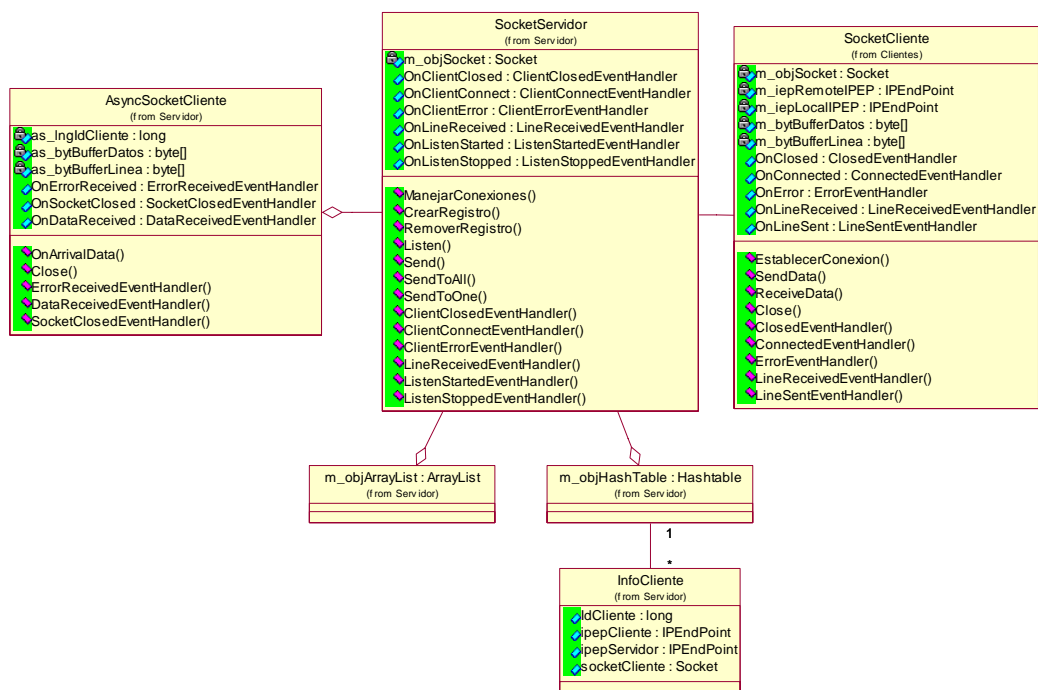 SocketServidor
(from Servidor)
m_objSocket : Socket
OnClientClosed : ClientClosedEventHandler
OnClientConnect : ClientConnectEventHandler
OnClientError : ClientErrorEventHandler
OnLineReceived : LineReceivedEventHandler
OnListenStarted : ListenStartedEventHandler
OnListenStopped : ListenStoppedEventHandler
ManejarConexiones()
CrearRegistro()
RemoverRegistro()
Listen()
Send()
SendToAll()
SendToOne()
ClientClosedEventHandler()
ClientConnectEventHandler()
ClientErrorEventHandler()
LineReceivedEventHandler()
ListenStartedEventHandler()
ListenStoppedEventHandler()
SocketCliente
(from Clientes)
m_objSocket : Socket
m_iepRemoteIPEP : IPEndPoint
m_iepLocalIPEP : IPEndPoint
m_bytBufferDatos : byte[]
m_bytBufferLinea : byte[]
OnClosed : ClosedEventHandler
OnConnected : ConnectedEventHandler
OnError : ErrorEventHandler
OnLineReceived : LineReceivedEventHandler
OnLineSent : LineSentEventHandler
EstablecerConexion()
SendData()
ReceiveData()
Close()
ClosedEventHandler()
ConnectedEventHandler()
ErrorEventHandler()
LineReceivedEventHandler()
LineSentEventHandler()
AsyncSocketCliente
(from Servidor)
as_lngIdCliente : long
as_bytBufferDatos : byte[]
as_bytBufferLinea : byte[]
OnErrorReceived : ErrorReceivedEventHandler
OnSocketClosed : SocketClosedEventHandler
OnDataReceived : DataReceivedEventHandler
OnArrivalData()
Close()
ErrorReceivedEventHandler()
DataReceivedEventHandler()
SocketClosedEventHandler()
m_objArrayList : ArrayList
(from Servidor)
m_objHashTable : Hashtable
(from Servidor)
1
*
InfoCliente
(from Servidor)
IdCliente : long
ipepCliente : IPEndPoint
ipepServidor : IPEndPoint
socketCliente : Socket